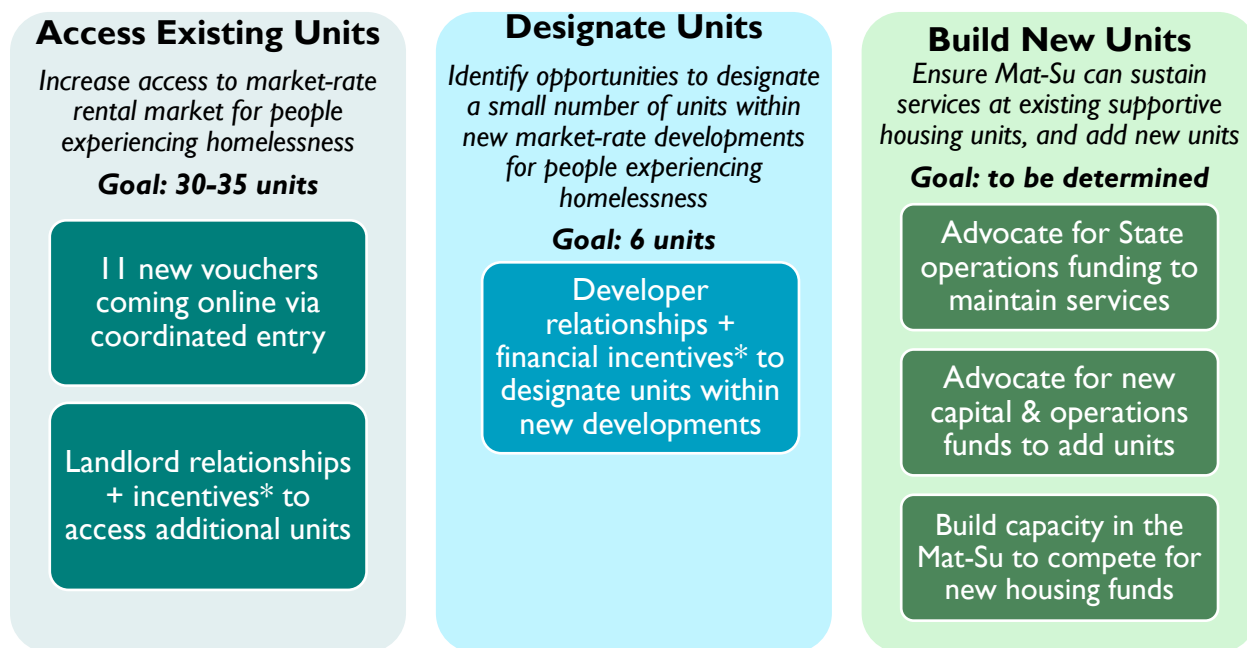 Access Existing Units
Increase access to market-rate
rental market for people
experiencing homelessness
Goal: 30-35 units
11 new vouchers
coming online via
coordinated entry
Landlord relationships
+ incentives* to
access additional units
Designate Units
Identify opportunities to designate
a small number of units within
new market-rate developments
for people experiencing
homelessness
Goal: 6 units
Developer
relationships +
financial incentives* to
designate units within
new developments
Build New Units
Ensure Mat-Su can sustain
services at existing supportive
housing units, and add new units
Goal: to be determined
Advocate for State
operations funding to
maintain services
Advocate for new
capital & operations
funds to add units
Build capacity in the
Mat-Su to compete for
new housing funds